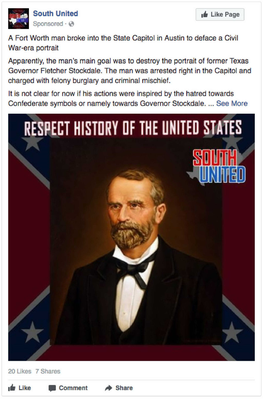 South United
Sponsored
Like Page
A Fort Worth man broke into the State Capitol in Austin to deface a Civil
War-era portrait
Apparently, the man's main goal was to destroy the portrait of former Texas
Governor Fletcher Stockdale. The man was arrested right in the Capitol and
charged with felony burglary and criminal mischief.
It is not clear for now if his actions were inspired by the hatred towards
Confederate symbols or namely towards Governor Stockdale. ... See More
RESPECT HISTORY OF THE UNITED STATES
SOUTH
UNITED
20 Likes 7 Shares
Like Comment Share